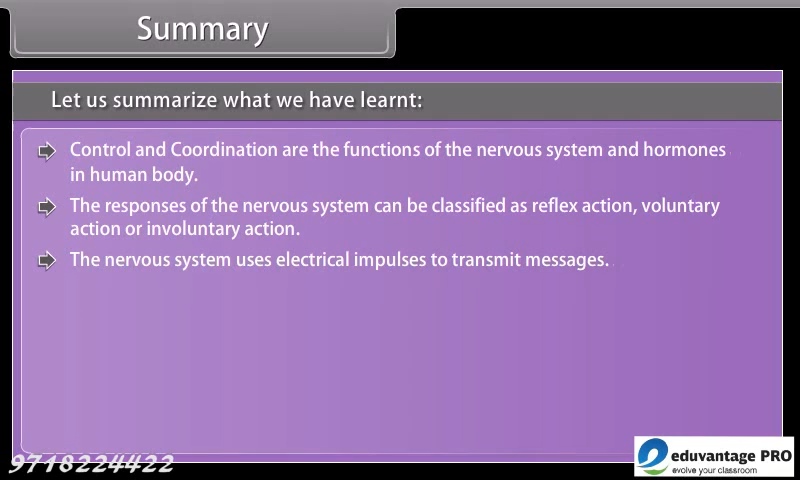 Summary
Let us summarize what we have learnt:
Control and Coordination are the functions of the nervous system and hormones
in human body.
The responses of the nervous system can be classified as reflex action, voluntary
action or involuntary action.
The nervous system uses electrical impulses to transmit messages.
9718224422
eduvantage PRO
evolve your classroom